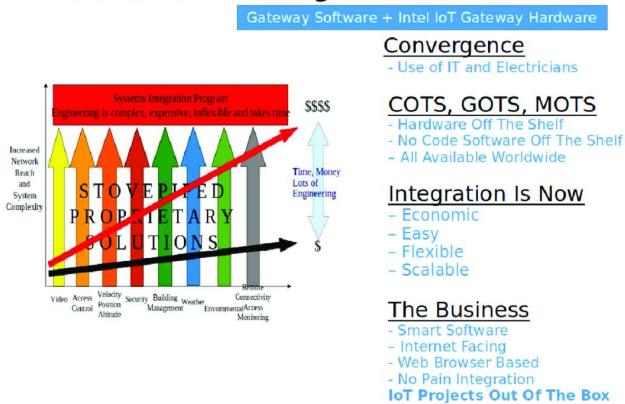 Gateway Software + Intel IoT Gateway Hardware
Systems Integration Program
Engineering is complex, expensive, inflexible and takes time
$$$$
Increased
Network
Reach
and
System
Complexity
Time, Money
Lots of
Engineering
STOVEPIPED
PROPRIETARY
SOLUTIONS
$
Video
Access
Control
Velocity
Position
Altitude
Security
Building
Management
Weather
Environmental
Remote
Connectivity
Access
Monitoring
Convergence
- Use of IT and Electricians
COTS, GOTS, MOTS
- Hardware Off The Shelf
- No Code Software Off The Shelf
– All Available Worldwide
Integration Is Now
– Economic
– Easy
– Flexible
– Scalable
The Business
- Smart Software
– Internet Facing
- Web Browser Based
- No Pain Integration
IoT Projects Out Of The Box